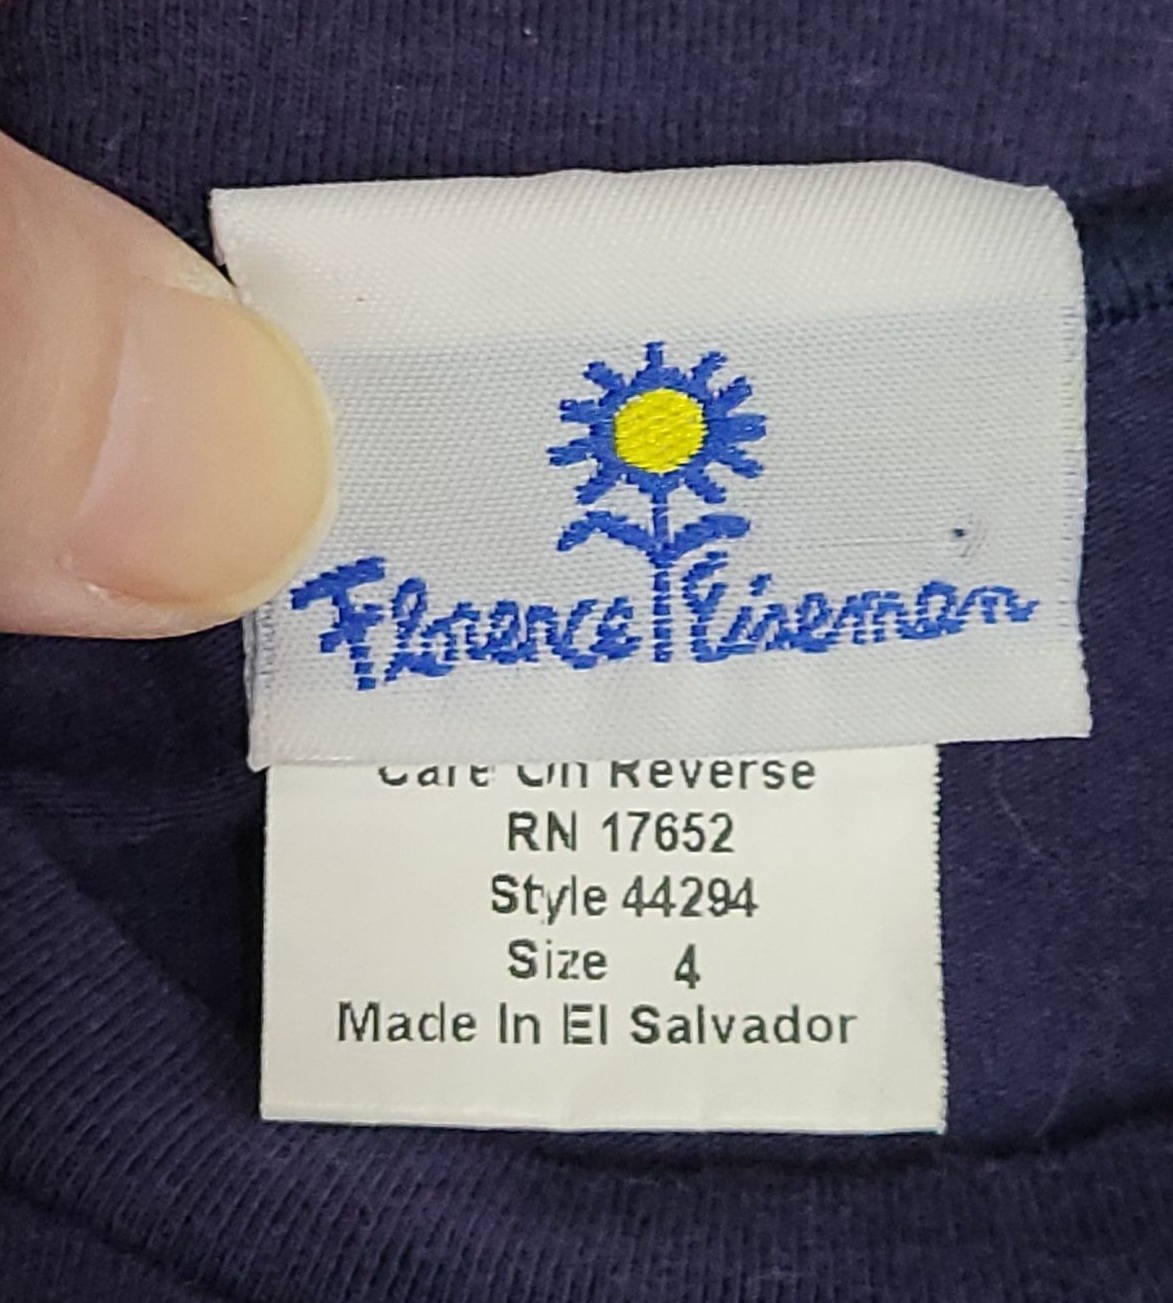 Florence Eiseman
Care On Reverse
RN 17652
Style 44294
Size 4
Made In El Salvador